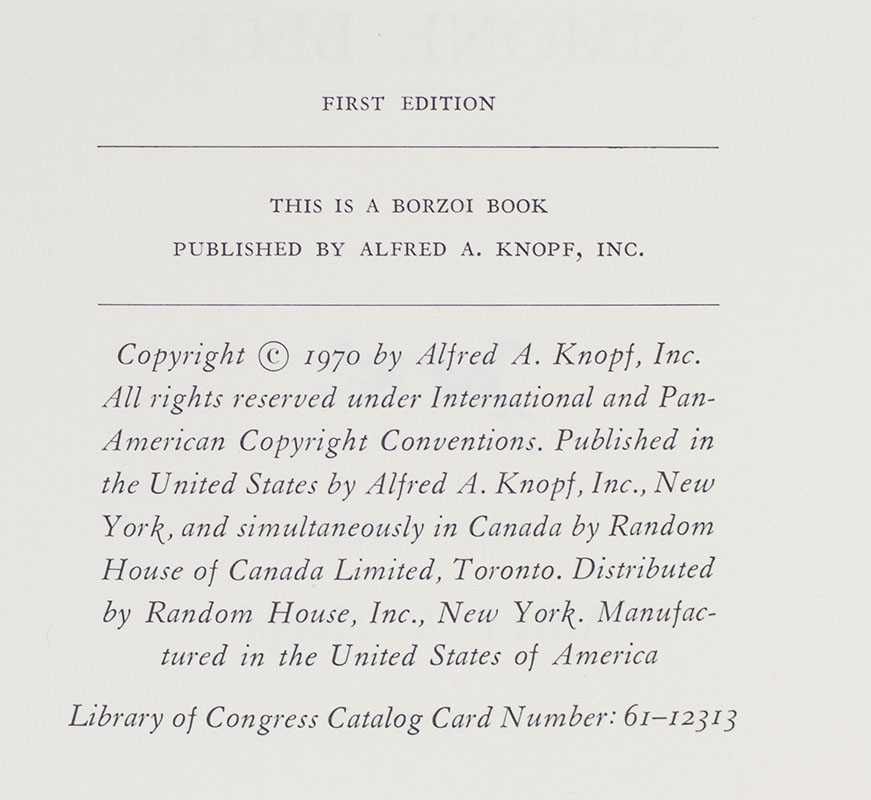 FIRST EDITION
THIS IS A BORZOI BOOK
PUBLISHED BY ALFRED A. KNOPF, INC.
Copyright © 1970 by Alfred A. Knopf, Inc.
All rights reserved under International and Pan-
American Copyright Conventions. Published in
the United States by Alfred A. Knopf, Inc., New
York, and simultaneously in Canada by Random
House of Canada Limited, Toronto. Distributed
by Random House, Inc., New York. Manufac-
tured in the United States of America
Library of Congress Catalog Card Number: 61–12313